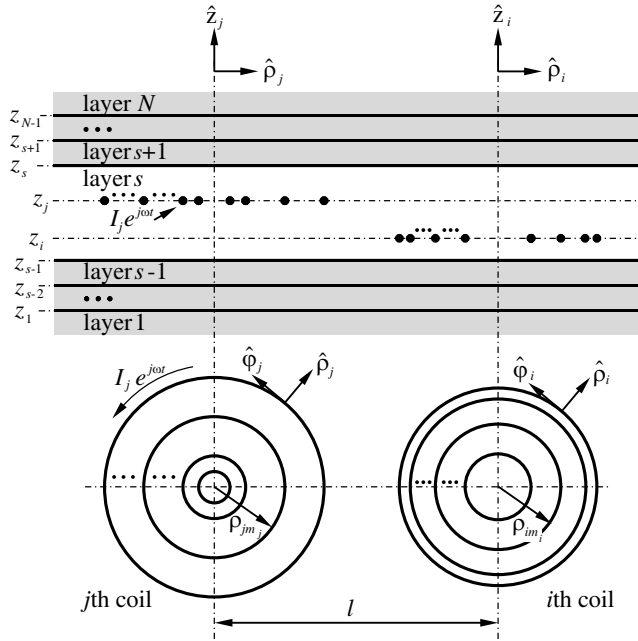 ẑ_j ẑ_i
ρ̂_j ρ̂_i
layer N
z_{N-1}
• • •
z_{s+1}
layer s+1
z_s
layer s
z_j
I_j e^{jωt}
z_i
z_{s-1}
layer s-1
z_{s-2}
• • •
z_1
layer 1
I_j e^{jωt} φ̂_j ρ̂_j φ̂_i ρ̂_i
ρ_{jm_j} ρ_{im_i}
jth coil l ith coil